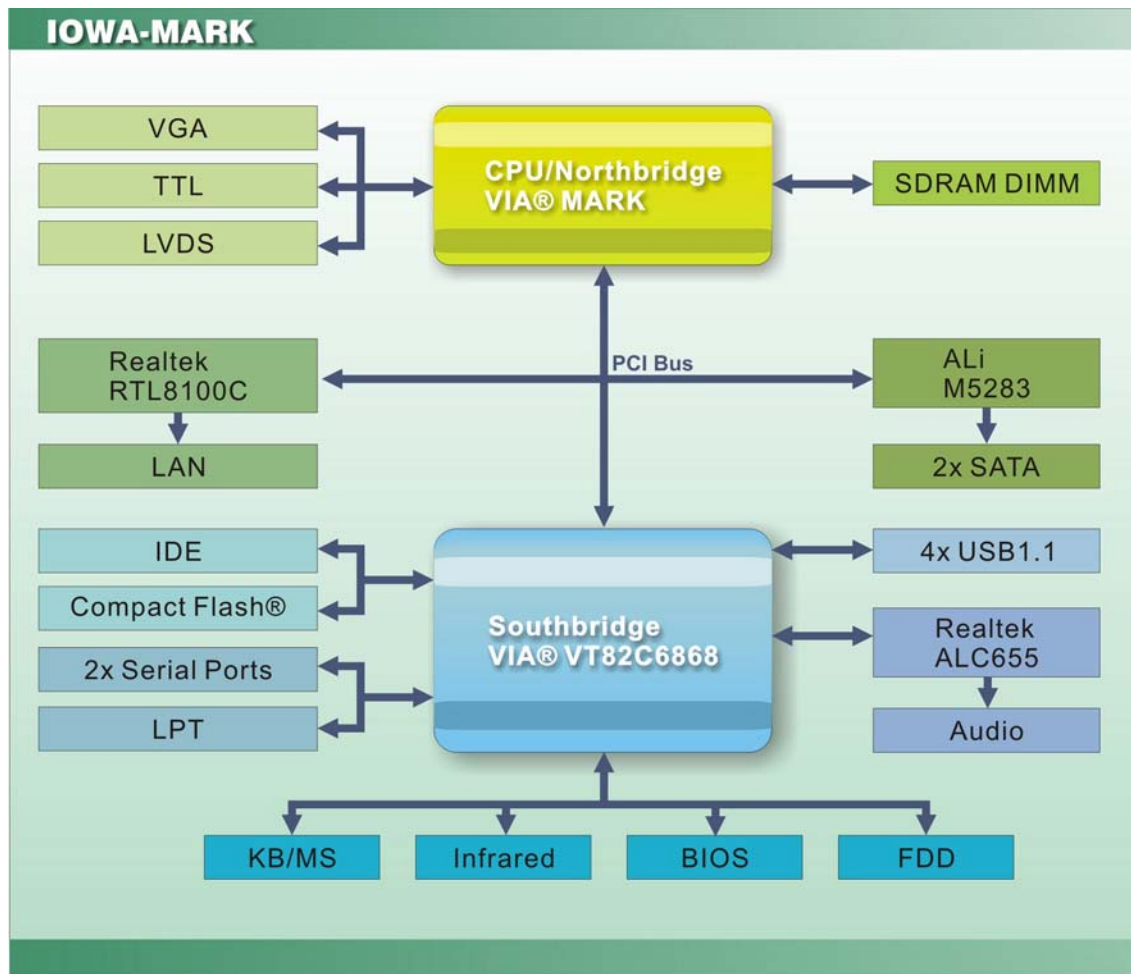 IOWA-MARK
VGA
TTL
LVDS
CPU/Northbridge
VIA® MARK
SDRAM DIMM
Realtek
RTL8100C
PCI Bus
ALi
M5283
LAN
2x SATA
IDE
Compact Flash®
2x Serial Ports
LPT
Southbridge
VIA® VT82C6868
4x USB1.1
Realtek
ALC655
Audio
KB/MS
Infrared
BIOS
FDD